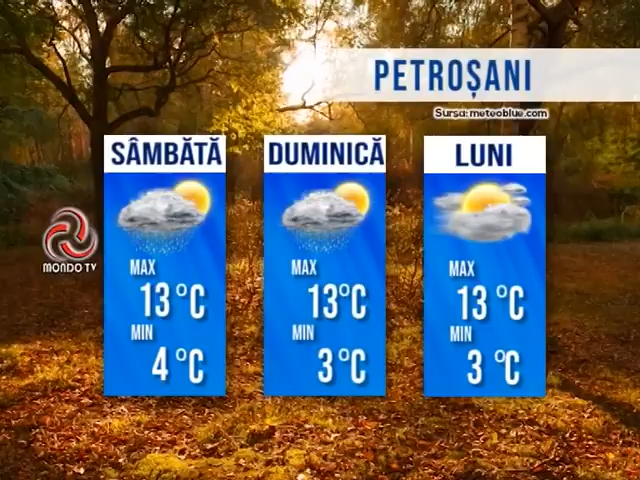 PETROȘANI
Sursa: meteoblue.com
SÂMBĂTĂ
MAX
13 °C
MIN
4 °C
DUMINICĂ
MAX
13°C
MIN
3 °C
LUNI
MAX
13 °C
MIN
3 °C
MONDO TV